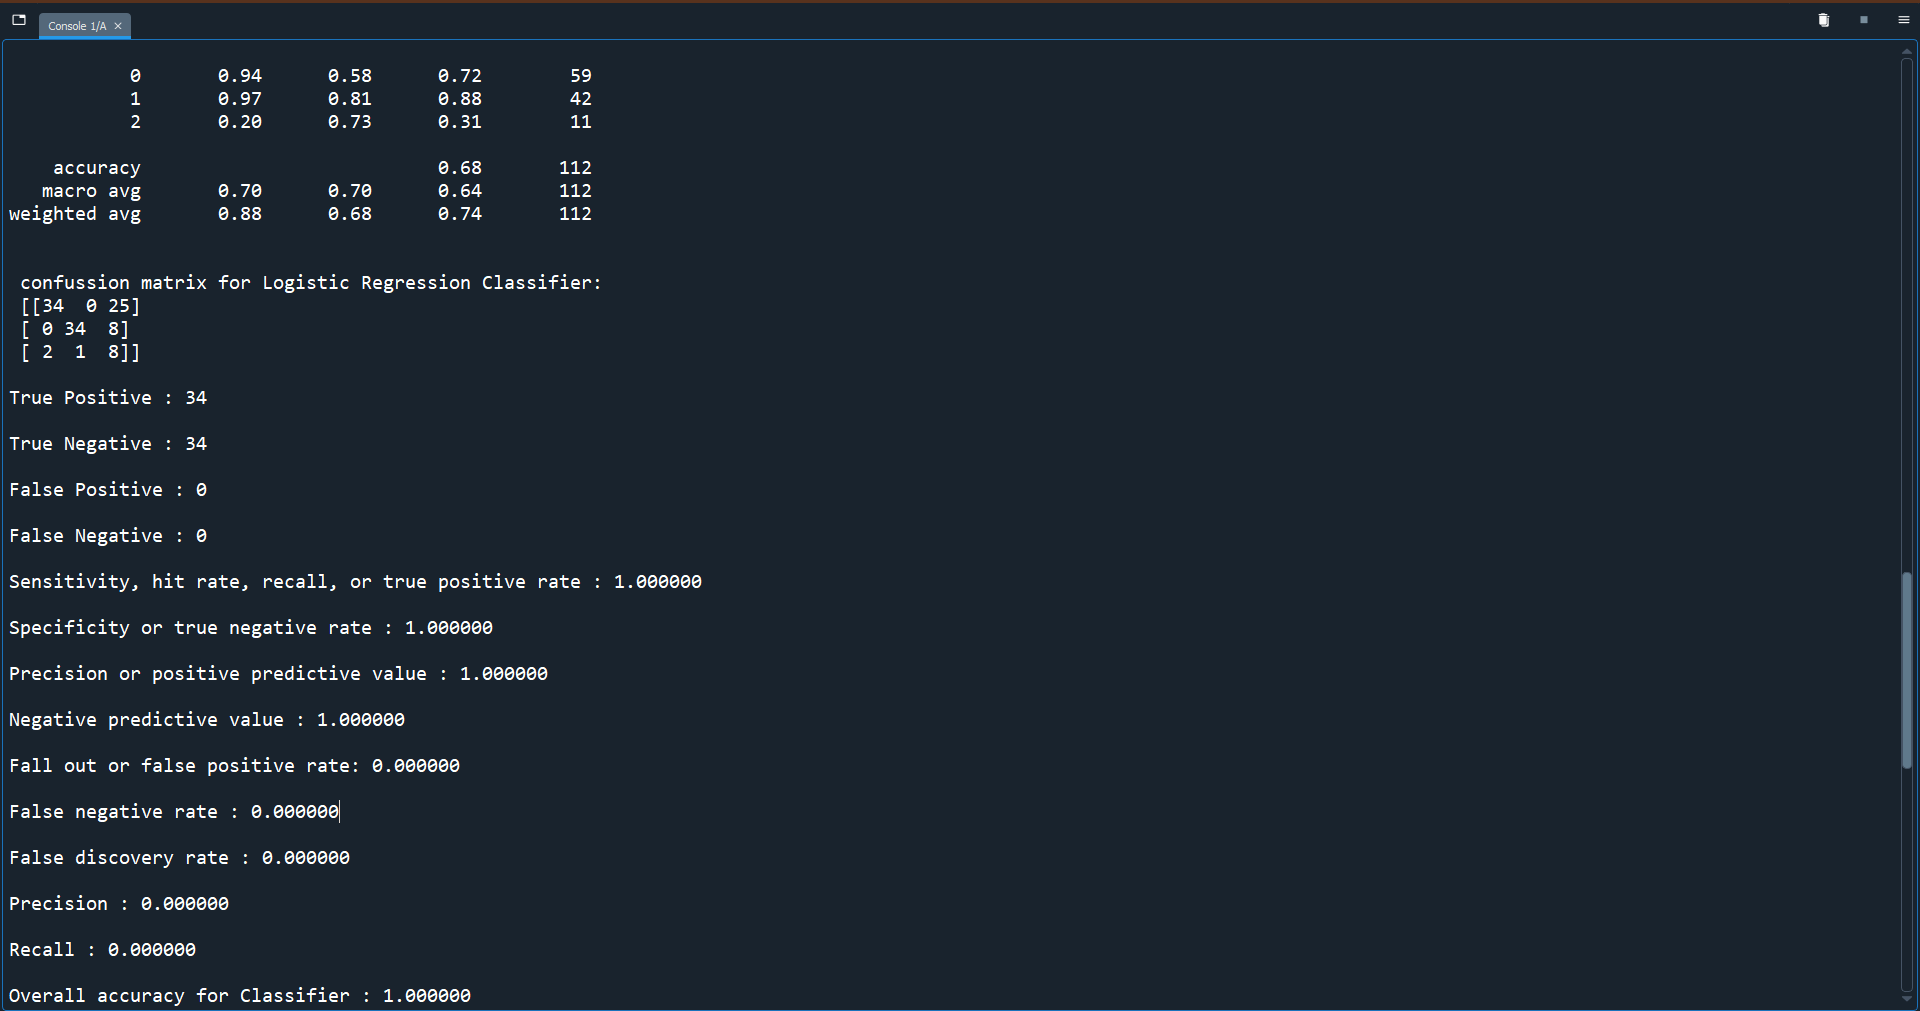 Console 1/A ×
0 0.94 0.58 0.72 59
1 0.97 0.81 0.88 42
2 0.20 0.73 0.31 11
accuracy 0.68 112
macro avg 0.70 0.70 0.64 112
weighted avg 0.88 0.68 0.74 112
confussion matrix for Logistic Regression Classifier:
[[34 0 25]
[ 0 34 8]
[ 2 1 8]]
True Positive : 34
True Negative : 34
False Positive : 0
False Negative : 0
Sensitivity, hit rate, recall, or true positive rate : 1.000000
Specificity or true negative rate : 1.000000
Precision or positive predictive value : 1.000000
Negative predictive value : 1.000000
Fall out or false positive rate: 0.000000
False negative rate : 0.000000
False discovery rate : 0.000000
Precision : 0.000000
Recall : 0.000000
Overall accuracy for Classifier : 1.000000